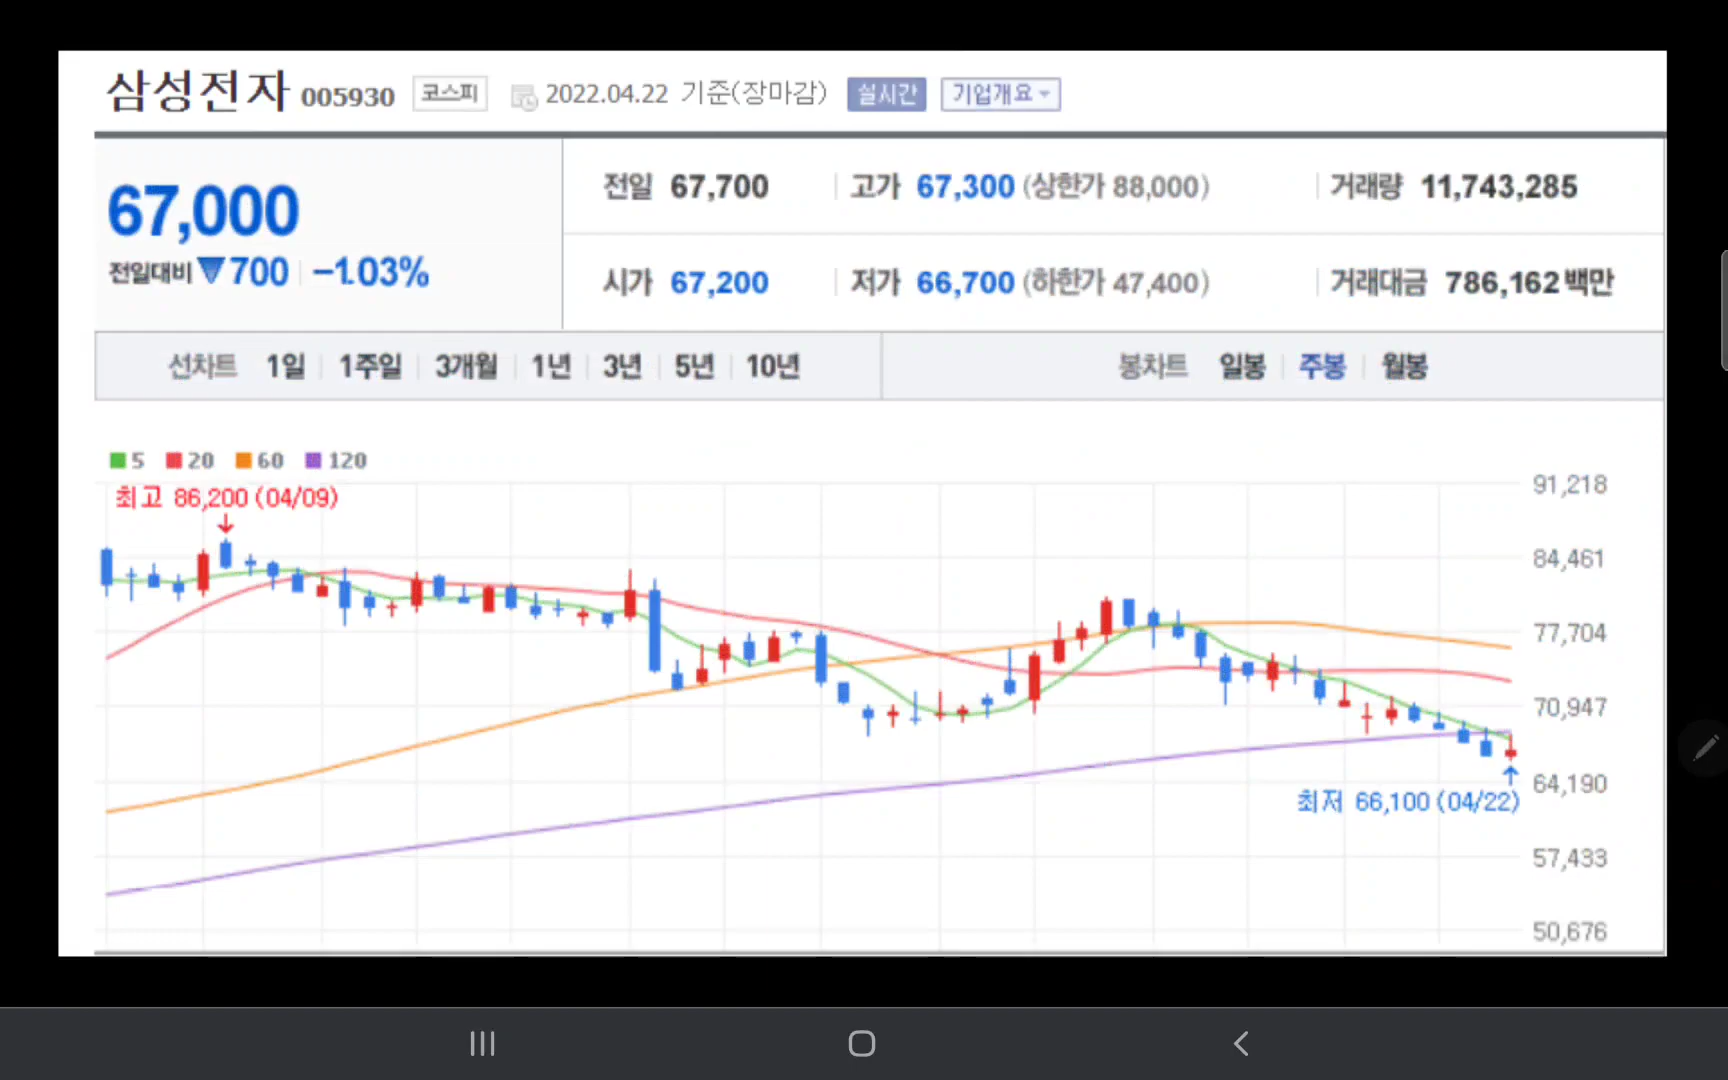 삼성전자 005930 코스피 2022.04.22 기준(장마감) 실시간 기업개요
67,000
전일대비 ▼700 -1.03%
전일 67,700 고가 67,300 (상한가 88,000) 거래량 11,743,285
시가 67,200 저가 66,700 (하한가 47,400) 거래대금 786,162백만
선차트 1일 1주일 3개월 1년 3년 5년 10년 봉차트 일봉 주봉 월봉
5 20 60 120
최고 86,200 (04/09)
91,218
84,461
77,704
70,947
64,190
최저 66,100 (04/22)
57,433
50,676